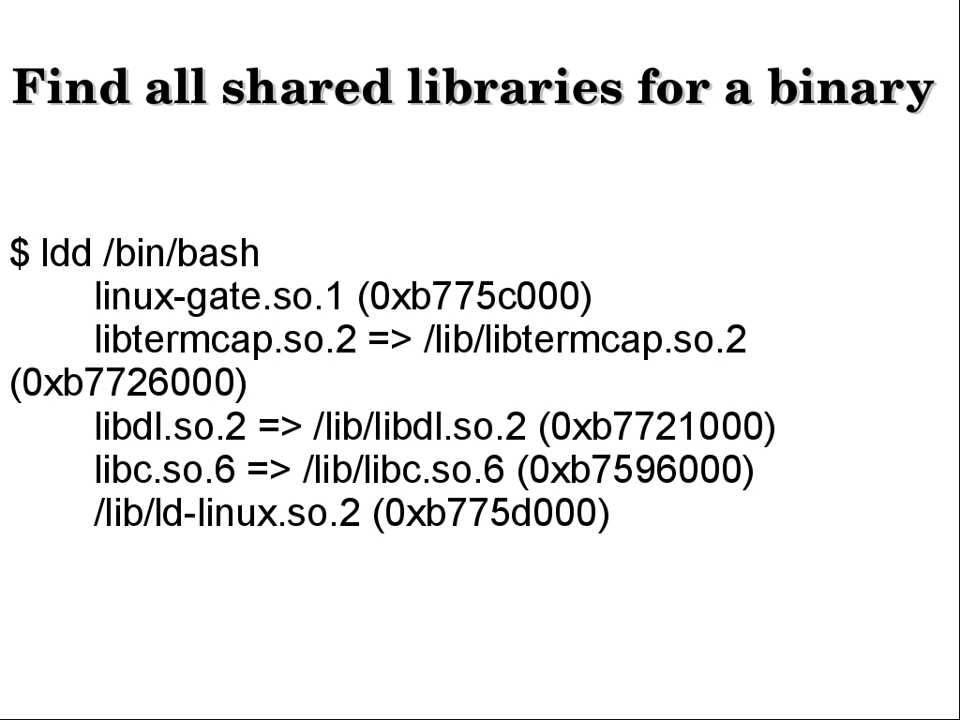 Find all shared libraries for a binary
$ ldd /bin/bash
linux-gate.so.1 (0xb775c000)
libtermcap.so.2 => /lib/libtermcap.so.2
(0xb7726000)
libdl.so.2 => /lib/libdl.so.2 (0xb7721000)
libc.so.6 => /lib/libc.so.6 (0xb7596000)
/lib/ld-linux.so.2 (0xb775d000)